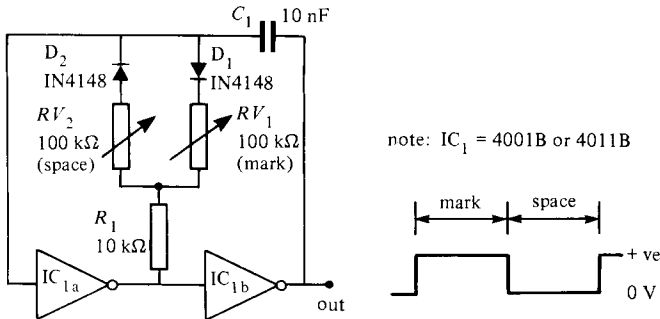 C1 10 nF
D2
IN4148
D1
IN4148
RV2
100 kΩ
(space)
RV1
100 kΩ
(mark)
R1
10 kΩ
IC1a
IC1b
out
note: IC1 = 4001B or 4011B
mark
space
+ ve
0 V